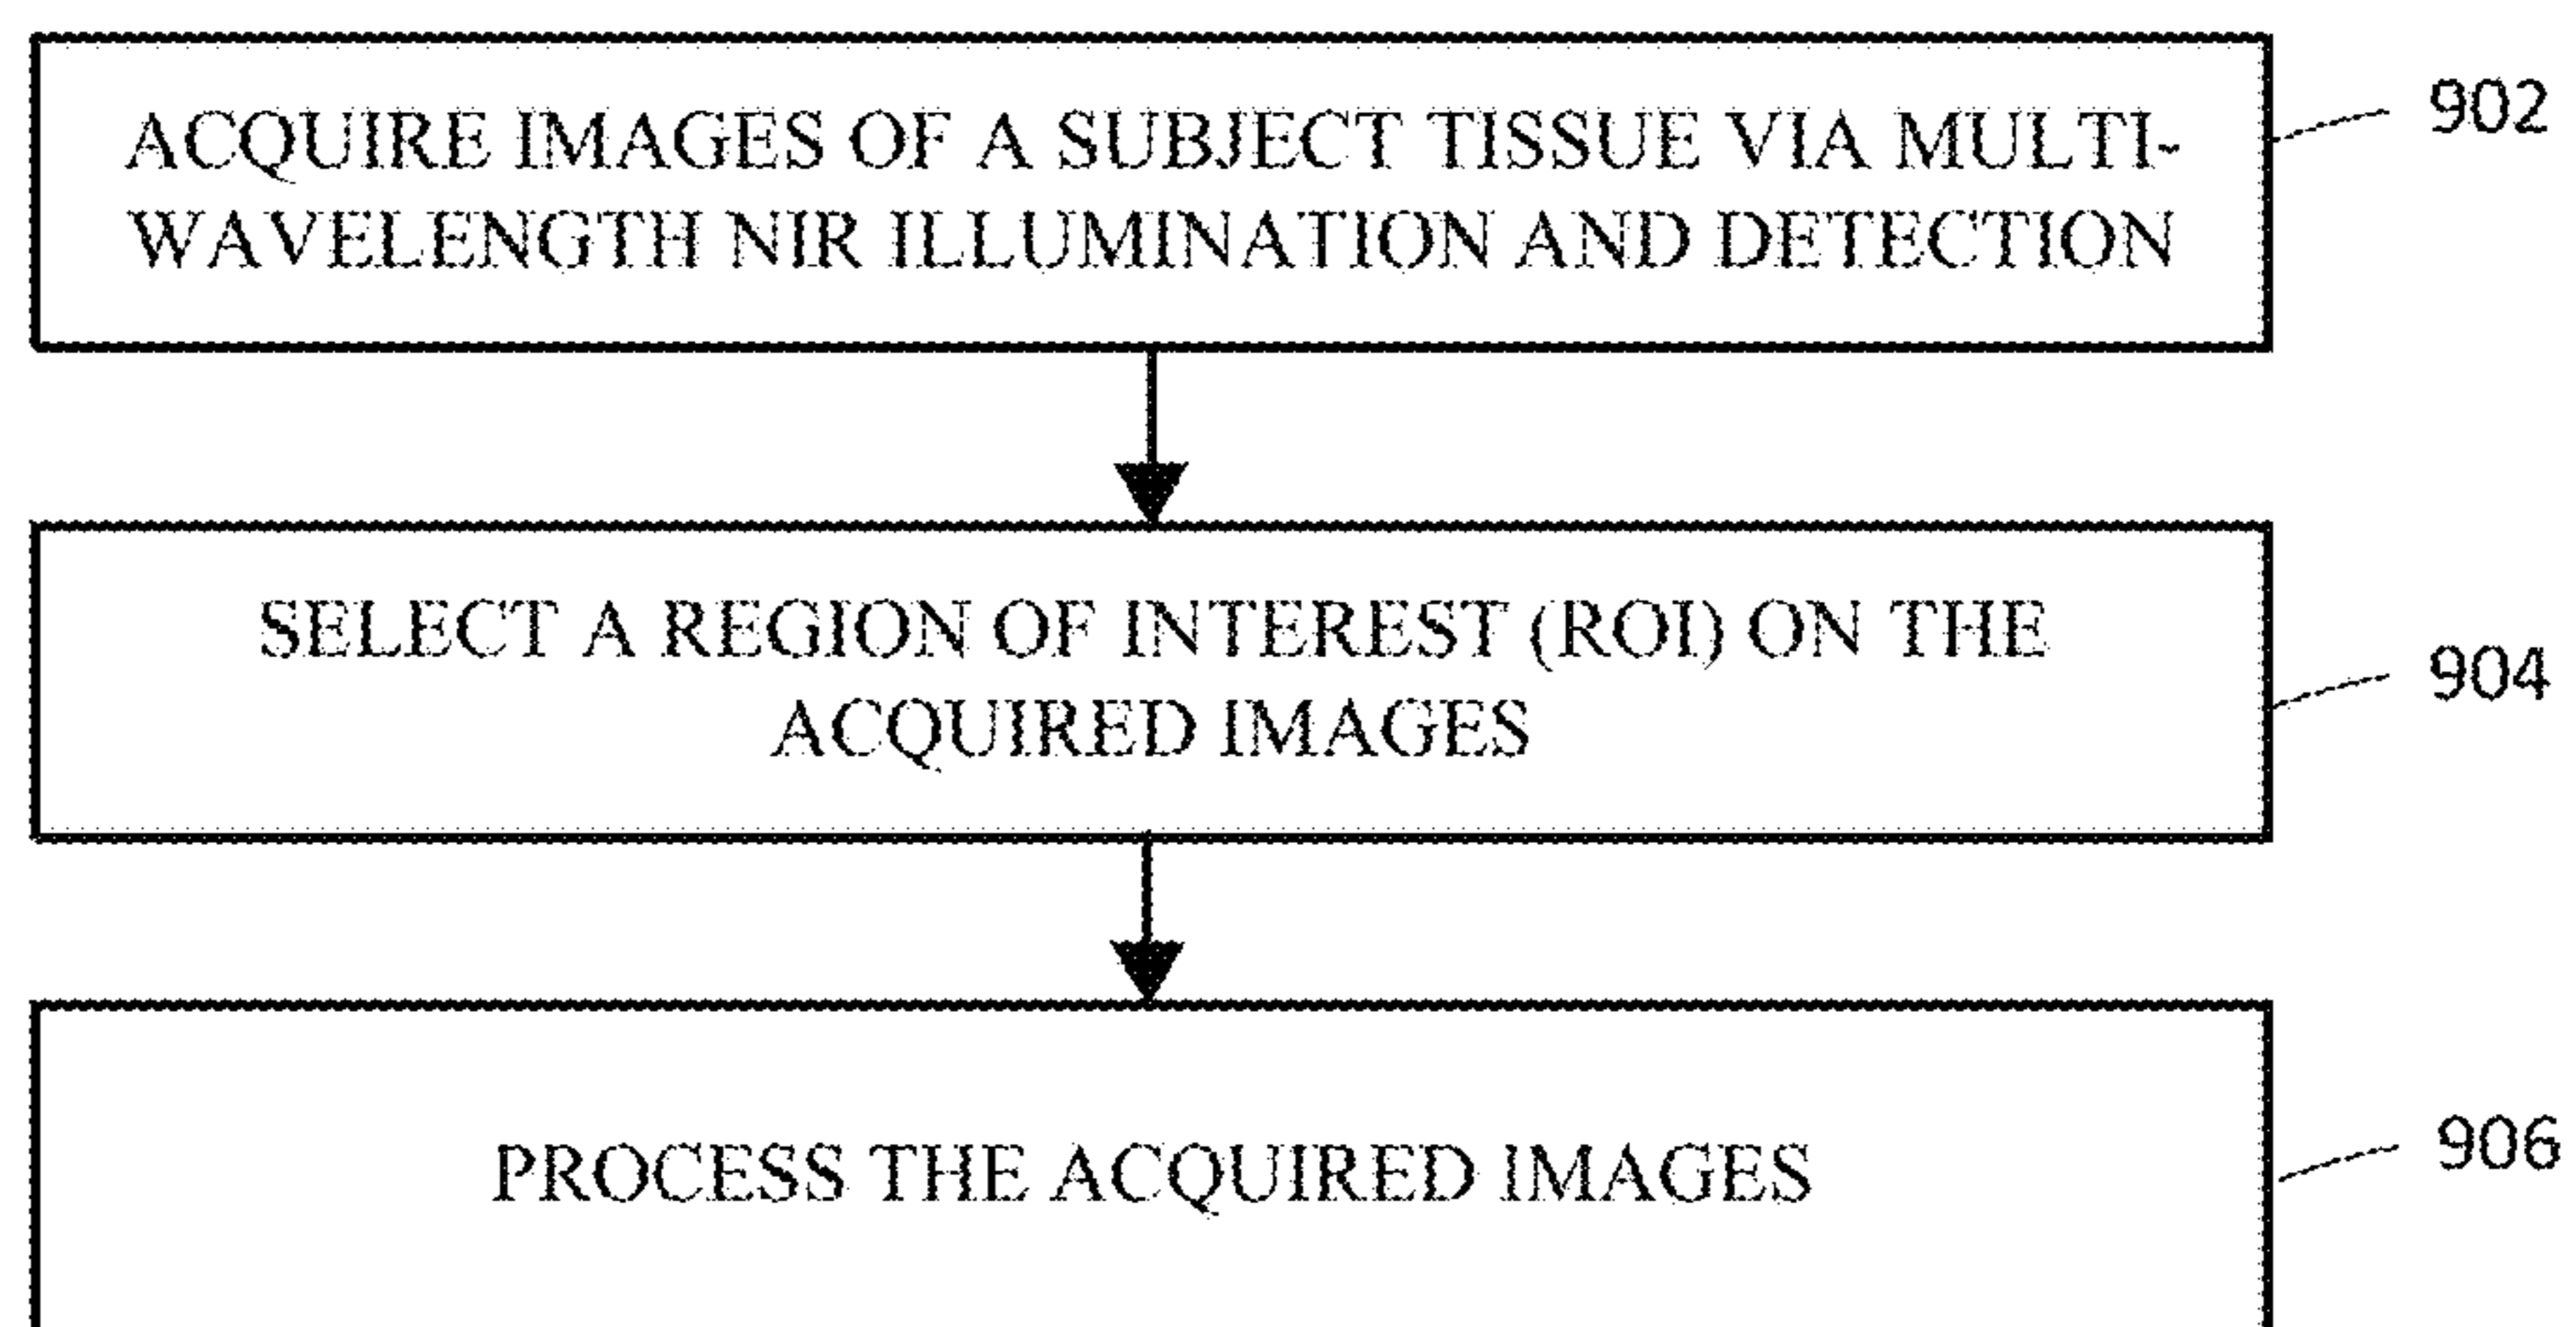 ACQUIRE IMAGES OF A SUBJECT TISSUE VIA MULTI-
WAVELENGTH NIR ILLUMINATION AND DETECTION
902
SELECT A REGION OF INTEREST (ROI) ON THE
ACQUIRED IMAGES
904
PROCESS THE ACQUIRED IMAGES
906